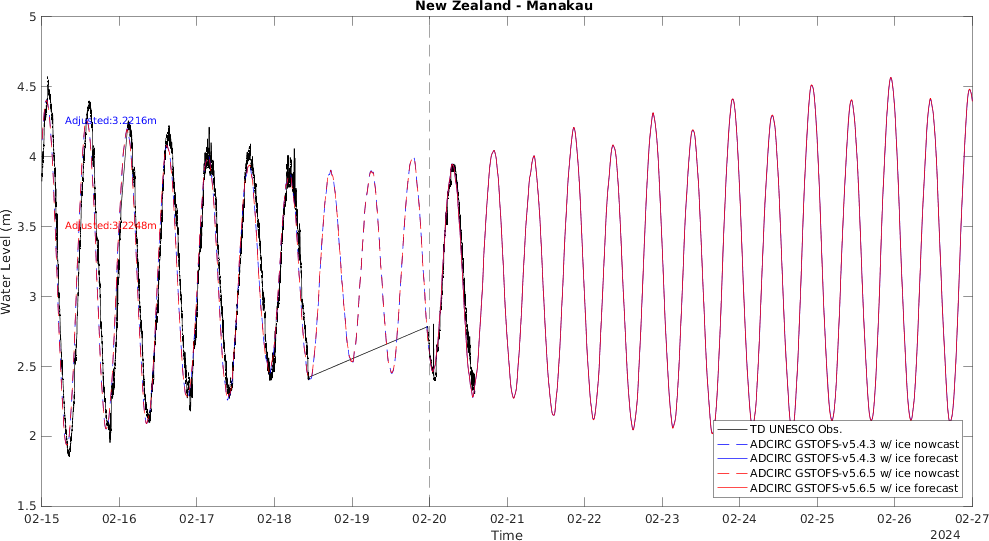 New Zealand - Manakau
5
4.5
Adjusted:3.2216m
4
3.5
Adjusted:3.2248m
Water Level (m)
3
2.5
2
1.5
TD UNESCO Obs.
ADCIRC GSTOFS-v5.4.3 w/ ice nowcast
ADCIRC GSTOFS-v5.4.3 w/ ice forecast
ADCIRC GSTOFS-v5.6.5 w/ ice nowcast
ADCIRC GSTOFS-v5.6.5 w/ ice forecast
02-15 02-16 02-17 02-18 02-19 02-20 02-21 02-22 02-23 02-24 02-25 02-26 02-27
Time
2024